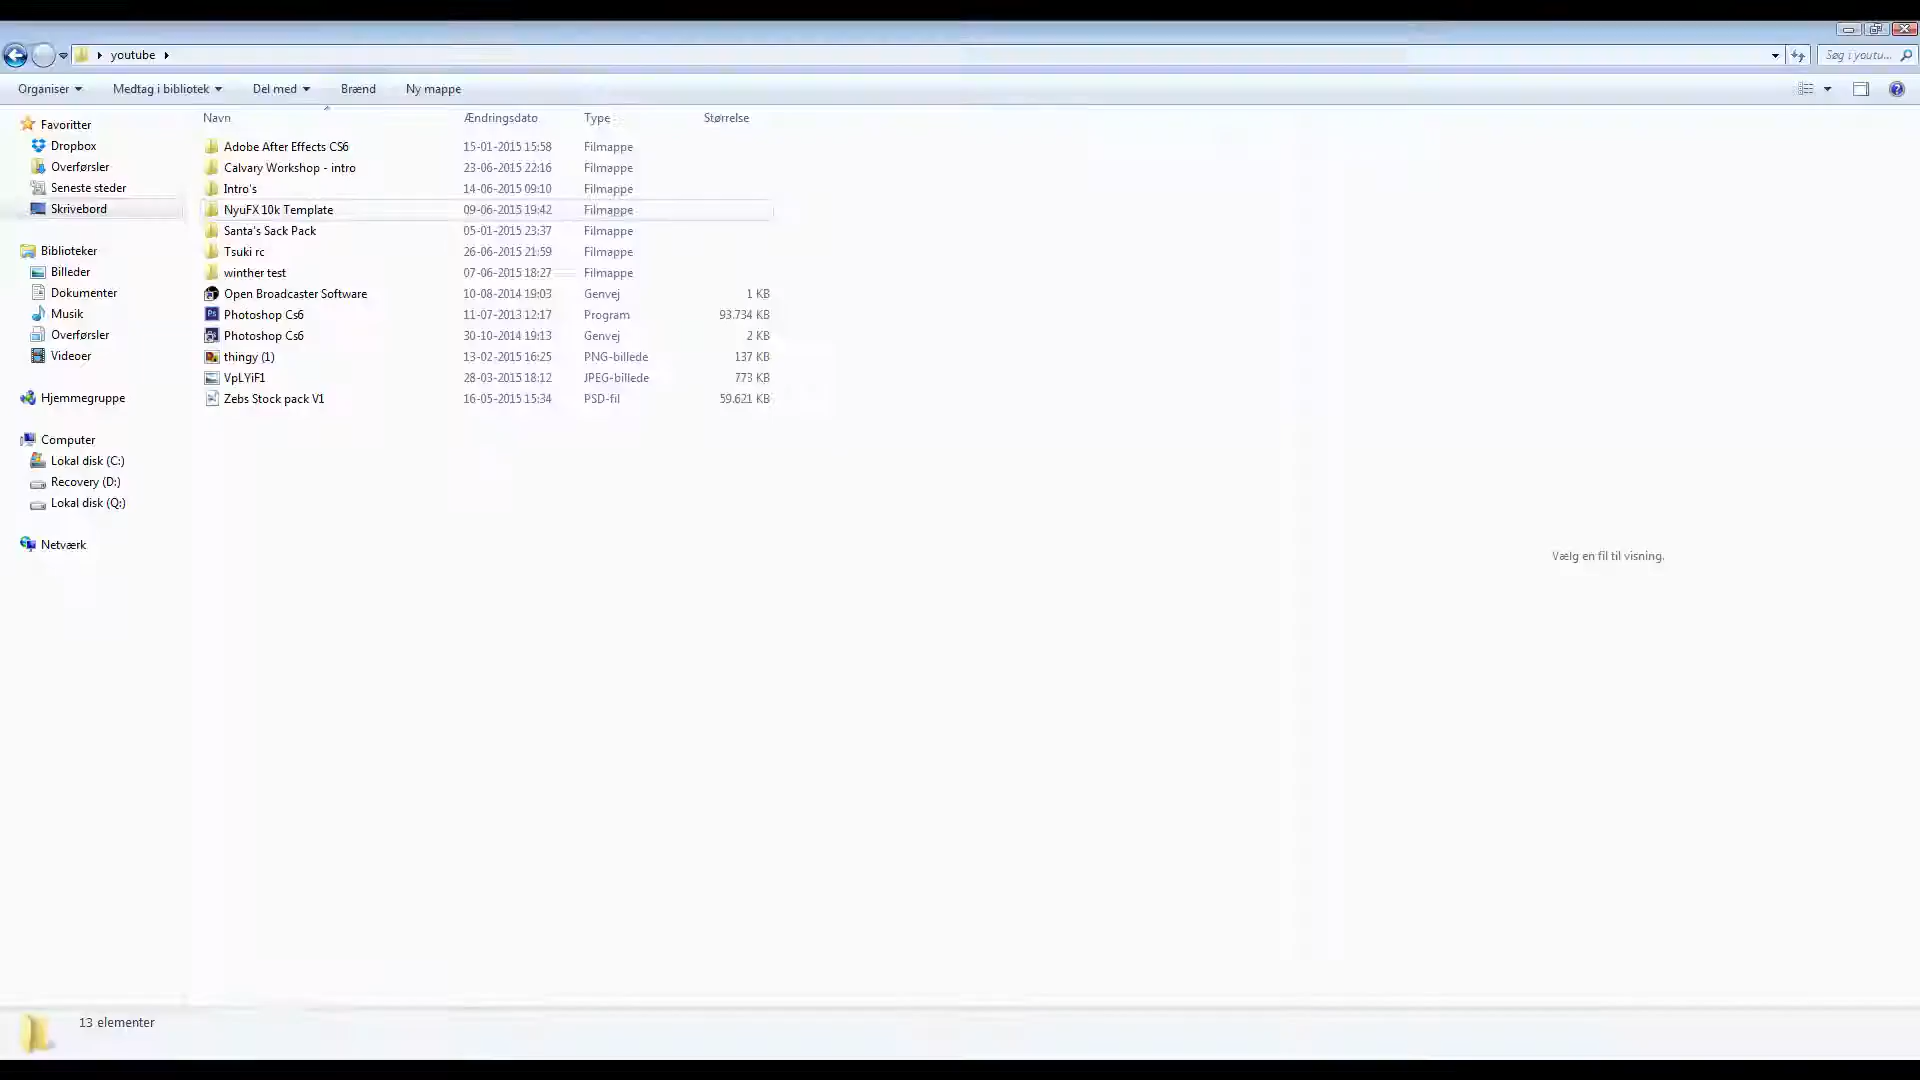 youtube
Søg i youtu...
Organiser Medtag i bibliotek Del med Brænd Ny mappe
Navn Ændringsdato Type Størrelse
Favoritter
Dropbox
Overførsler
Seneste steder
Skrivebord
Biblioteker
Billeder
Dokumenter
Musik
Overførsler
Videoer
Hjemmegruppe
Computer
Lokal disk (C:)
Recovery (D:)
Lokal disk (Q:)
Netværk
Adobe After Effects CS6 15-01-2015 15:58 Filmappe
Calvary Workshop - intro 23-06-2015 22:16 Filmappe
Intro's 14-06-2015 09:10 Filmappe
NyuFX 10k Template 09-06-2015 19:42 Filmappe
Santa's Sack Pack 05-01-2015 23:37 Filmappe
Tsuki rc 26-06-2015 21:59 Filmappe
winther test 07-06-2015 18:27 Filmappe
Open Broadcaster Software 10-08-2014 19:03 Genvej 1 KB
Photoshop Cs6 11-07-2013 12:17 Program 93.734 KB
Photoshop Cs6 30-10-2014 19:13 Genvej 2 KB
thingy (1) 13-02-2015 16:25 PNG-billede 137 KB
VpLYiF1 28-03-2015 18:12 JPEG-billede 773 KB
Zebs Stock pack V1 16-05-2015 15:34 PSD-fil 59.621 KB
Vælg en fil til visning.
13 elementer